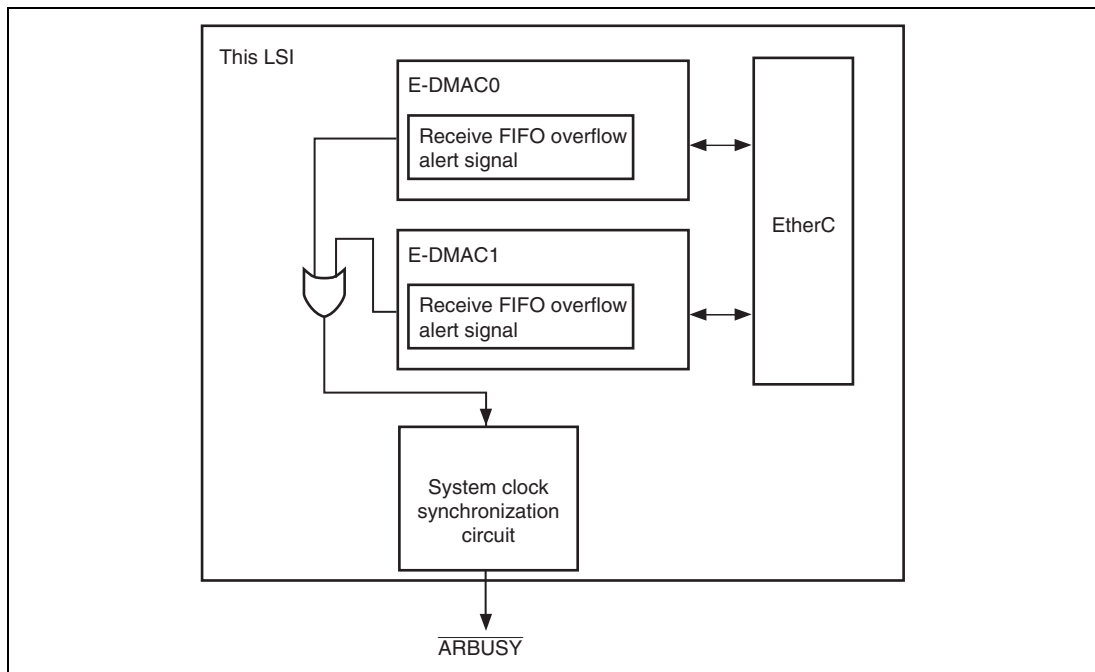 This LSI
E-DMAC0
Receive FIFO overflow
alert signal
EtherC
E-DMAC1
Receive FIFO overflow
alert signal
System clock
synchronization
circuit
ARBUSY